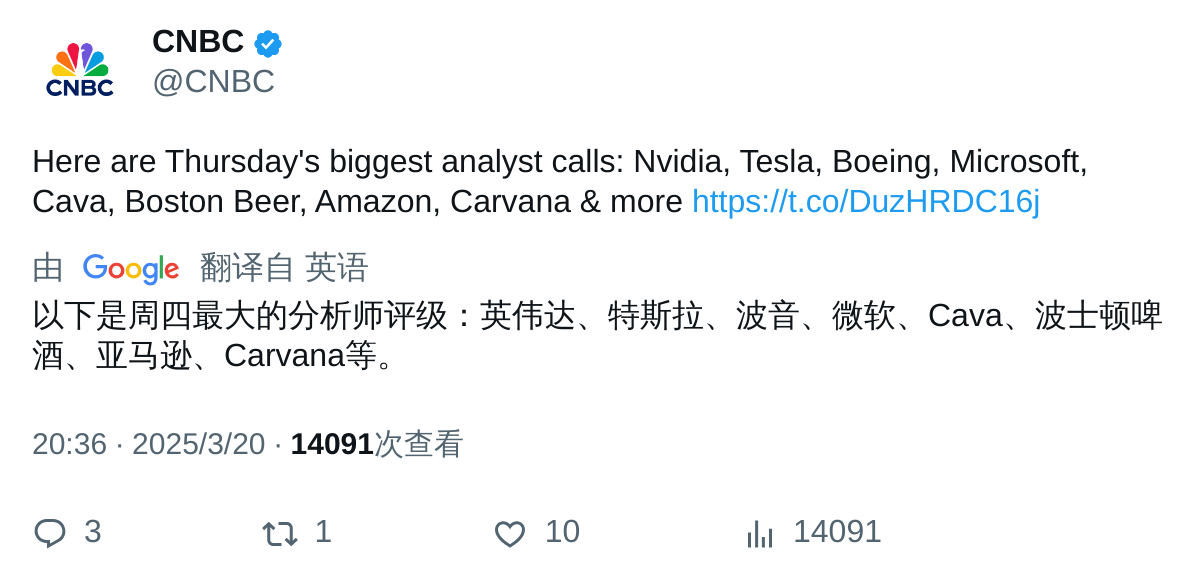 CNBC
CNBC
@CNBC
Here are Thursday's biggest analyst calls: Nvidia, Tesla, Boeing, Microsoft,
Cava, Boston Beer, Amazon, Carvana & more https://t.co/DuzHRDC16j
由 Google 翻译自 英语
以下是周四最大的分析师评级：英伟达、特斯拉、波音、微软、Cava、波士顿啤
酒、亚马逊、Carvana等。
20:36 · 2025/3/20 · 14091次查看
3 1 10 14091